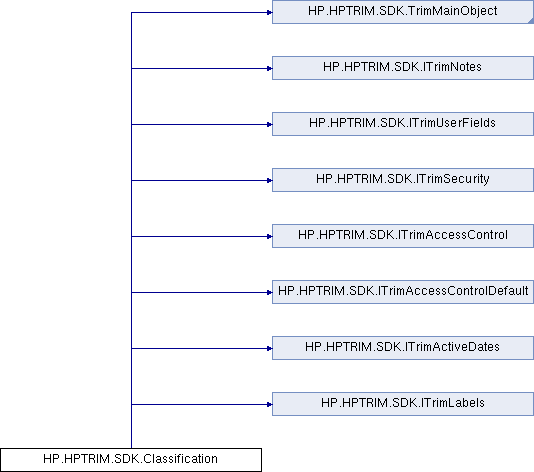 HP.HPTRIM.SDK.TrimMainObject
HP.HPTRIM.SDK.ITrimNotes
HP.HPTRIM.SDK.ITrimUserFields
HP.HPTRIM.SDK.ITrimSecurity
HP.HPTRIM.SDK.ITrimAccessControl
HP.HPTRIM.SDK.ITrimAccessControlDefault
HP.HPTRIM.SDK.ITrimActiveDates
HP.HPTRIM.SDK.ITrimLabels
HP.HPTRIM.SDK.Classification